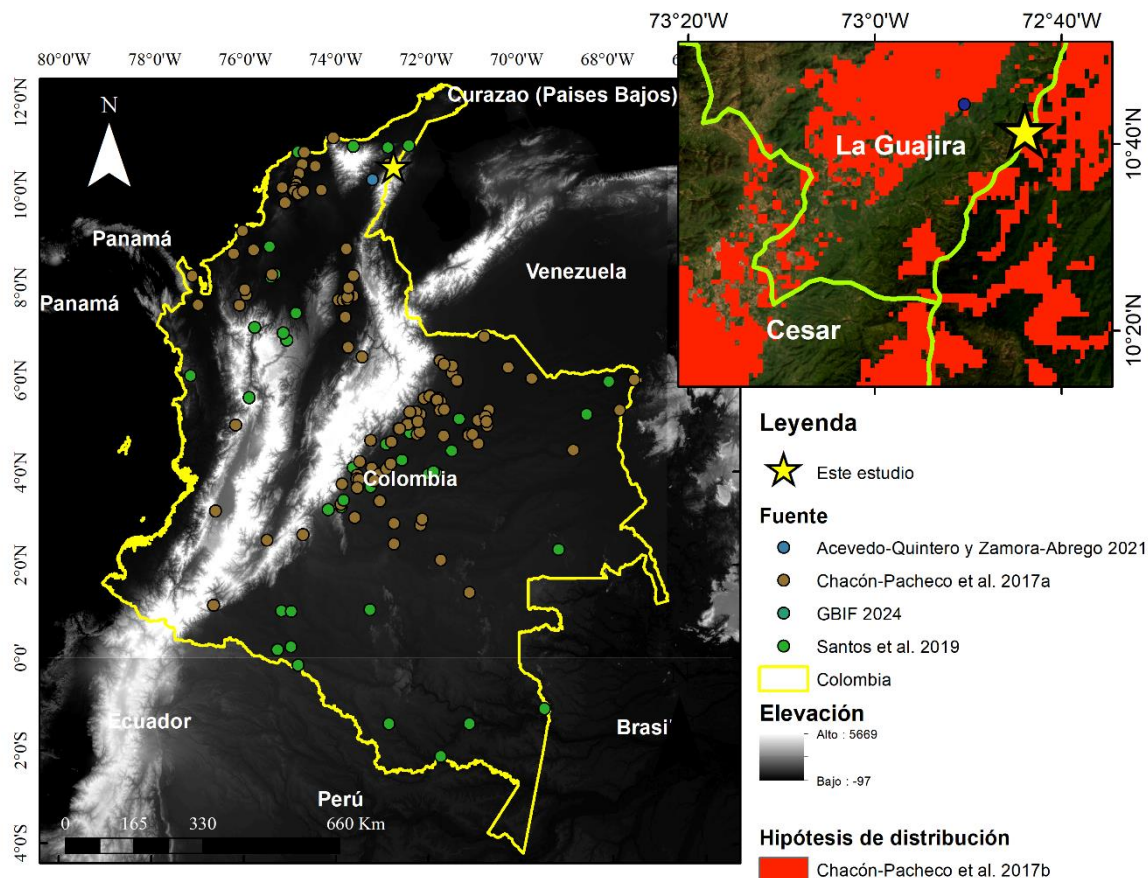 73°20'W 73°0'W 72°40'W
80°0'W 78°0'W 76°0'W 74°0'W 72°0'W 70°0'W 68°0'W 6
12°0'N
10°0'N
8°0'N
6°0'N
4°0'N
2°0'N
0°0'
2°0'S
4°0'S
N
Curazao (Paises Bajos)
Panamá
Panamá
Venezuela
Colombia
Ecuador
Brasi
Perú
0 165 330 660 Km
La Guajira
Cesar
10°40'N
10°20'N
Leyenda
Este estudio
Fuente
Acevedo-Quintero y Zamora-Abrego 2021
Chacón-Pacheco et al. 2017a
GBIF 2024
Santos et al. 2019
Colombia
Elevación
Alto : 5669
Bajo : -97
Hipótesis de distribución
Chacón-Pacheco et al. 2017b